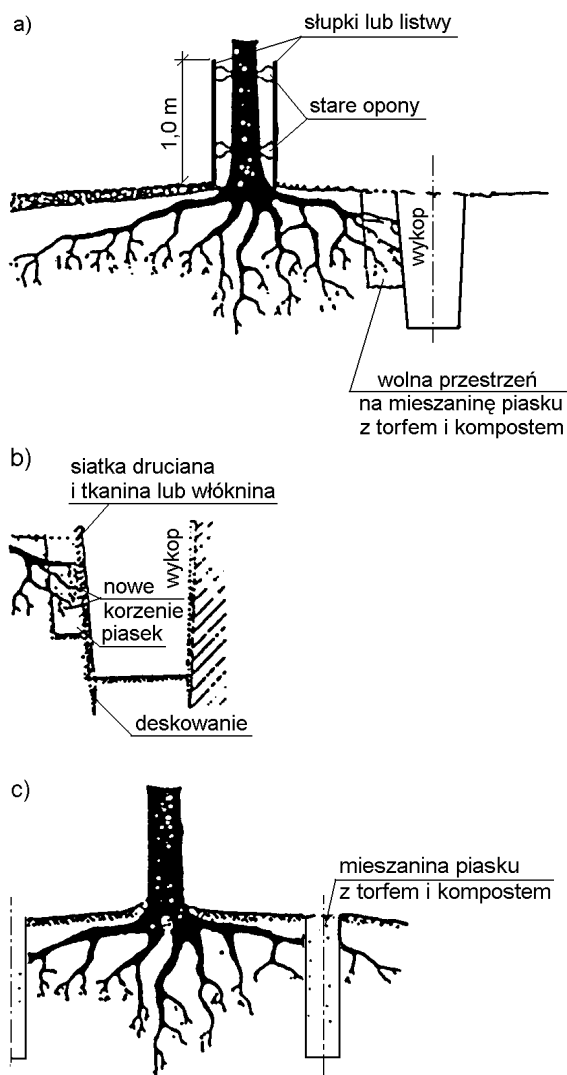 a)
słupki lub listwy
stare opony
1,0 m
wykop
wolna przestrzeń
na mieszaninę piasku
z torfem i kompostem
b)
siatka druciana
i tkanina lub włóknina
wykop
nowe
korzenie
piasek
deskowanie
c)
mieszanina piasku
z torfem i kompostem